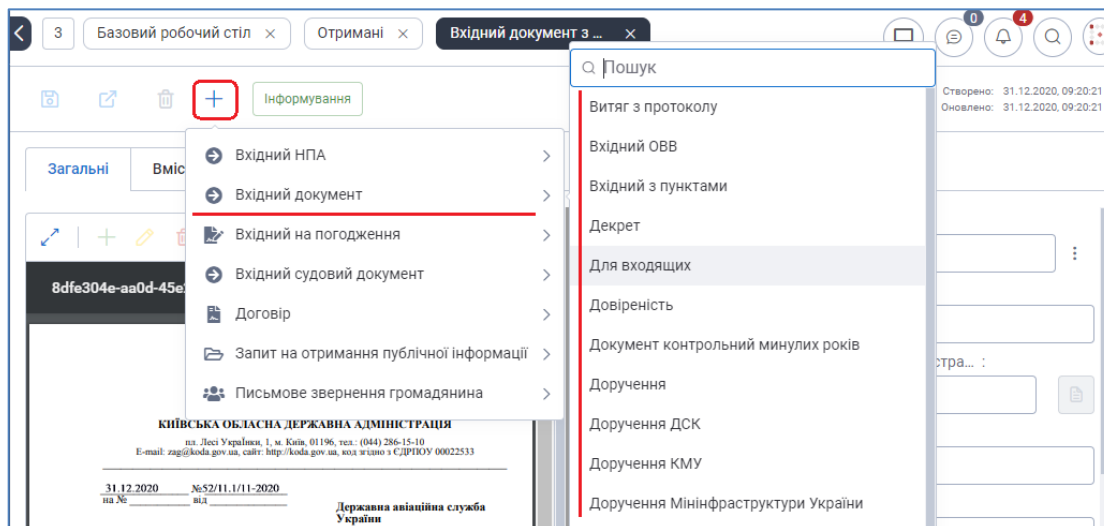 3
Базовий робочий стіл ×
Отримані ×
Вхідний документ з ... ×
0
4
Пошук
Інформування
Створено: 31.12.2020, 09:20:21
Оновлено: 31.12.2020, 09:20:21
Загальні
Вміс
Вхідний НПА
Вхідний документ
Вхідний на погодження
Вхідний судовий документ
Договір
Запит на отримання публічної інформації
Письмове звернення громадянина
Витяг з протоколу
Вхідний ОВВ
Вхідний з пунктами
Декрет
Для входящих
Довіреність
Документ контрольний минулих років
Доручення
Доручення ДСК
Доручення КМУ
Доручення Мінінфраструктури України
стра... :
8dfe304e-aa0d-45e
КИЇВСЬКА ОБЛАСНА ДЕРЖАВНА АДМІНІСТРАЦІЯ
пл. Лесі Українки, 1, м. Київ, 01196, тел.: (044) 286-15-10
E-mail: zag@koda.gov.ua, сайт: http://koda.gov.ua, код згідно з ЄДРПОУ 00022533
31.12.2020 №52/11.1/11-2020
на № від
Державна авіаційна служба
України